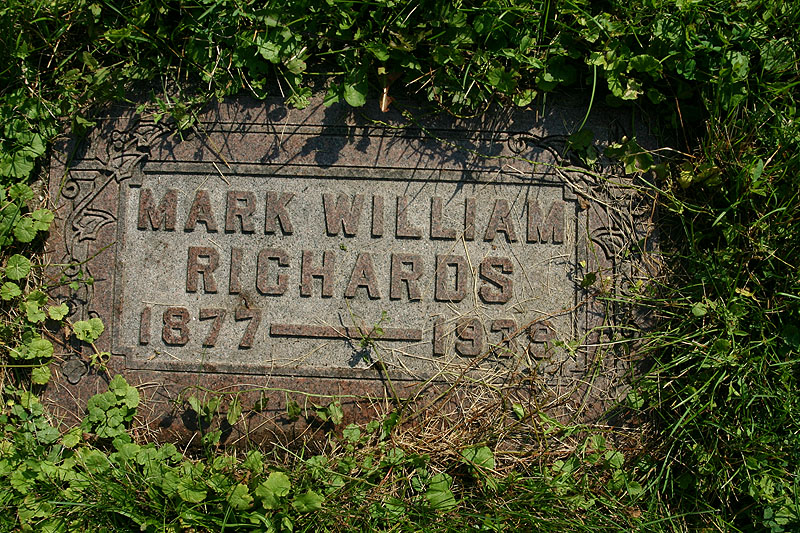 MARK WILLIAM
RICHARDS
1877 — 1939